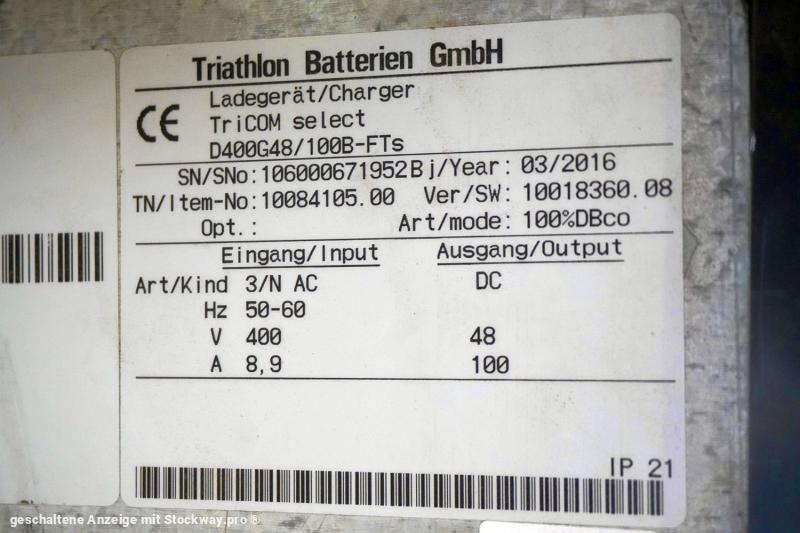 Triathlon Batterien GmbH
Ladegerät/Charger
CE TriCOM select
D400G48/100B-FTs
SN/SNo:106000671952 Bj/Year: 03/2016
TN/Item-No:10084105.00 Ver/SW: 10018360.08
Opt.: Art/mode: 100%DBco
Eingang/Input Ausgang/Output
Art/Kind 3/N AC DC
Hz 50-60
V 400 48
A 8,9 100
IP 21
geschaltene Anzeige mit Stockway.pro ®